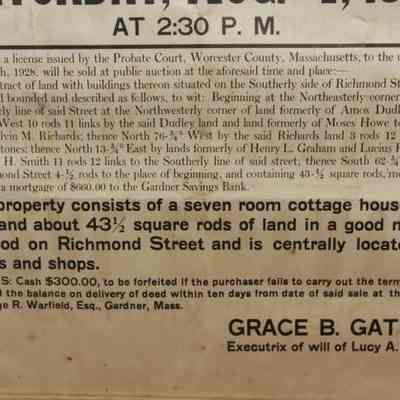 AT 2:30 P. M.
a license issued by the Probate Court, Worcester County, Massachusetts, to the
h, 1928, will be sold at public auction at the aforesaid time and place:—
tract of land with buildings thereon situated on the Southerly side of Richmond
d bounded and described as follows, to wit: Beginning at the Northeasterly corner
ly line of said Street at the Northwesterly corner of land formerly of Amos Dudley
West 10 rods 11 links by the said Dudley land and land formerly of Moses Howe to
lvin M. Richards; thence North 76-¾° West by the said Richards land 3 rods 12
tones; thence North 13-¾° East by lands formerly of Henry L. Graham and Lucius
H. Smith 11 rods 12 links to the Southerly line of said street; thence South 62-¾
mond Street 4-½ rods to the place of beginning, and containing 43-½ square rods,
a mortgage of $660.00 to the Gardner Savings Bank.
property consists of a seven room cottage hous
and about 43½ square rods of land in a good n
od on Richmond Street and is centrally locate
s and shops.
S: Cash $300.00, to be forfeited if the purchaser fails to carry out the term
the balance on delivery of deed within ten days from date of said sale at th
ge R. Warfield, Esq., Gardner, Mass.
GRACE B. GAT
Executrix of will of Lucy A.